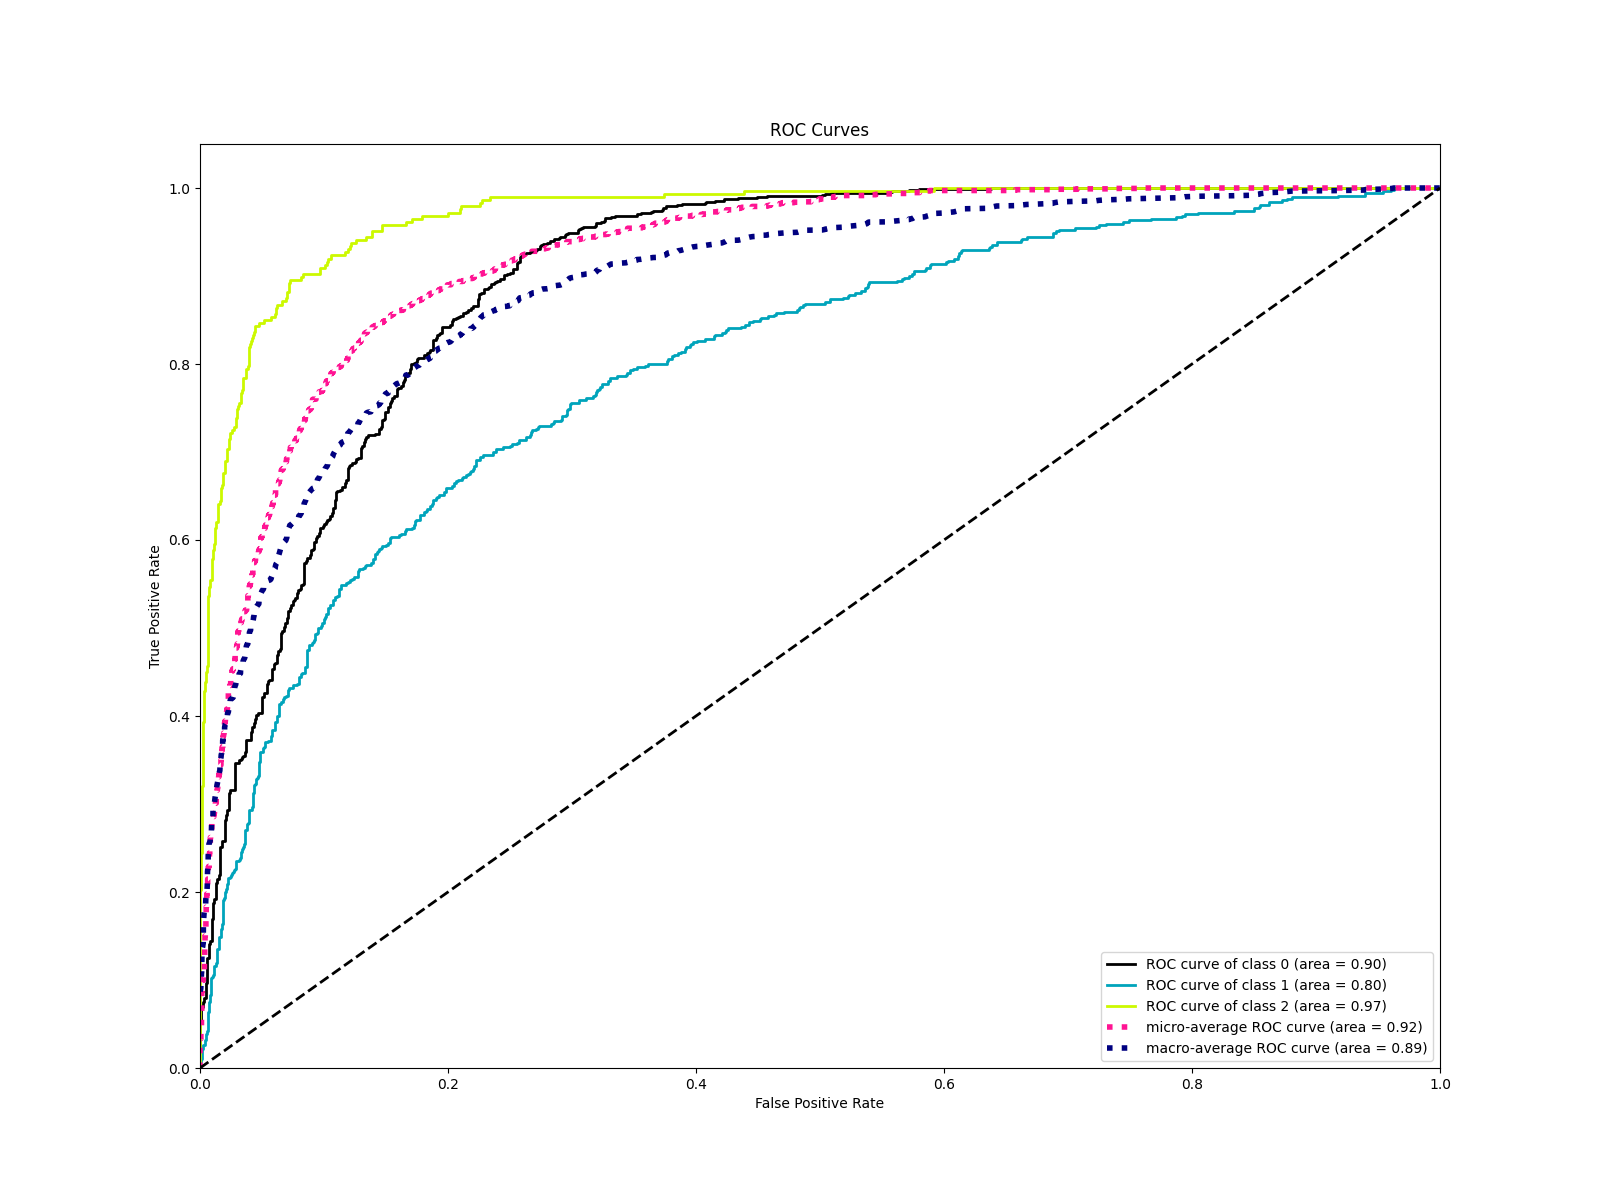 ROC Curves
1.0
0.8
0.6
0.4
0.2
0.0
True Positive Rate
0.0 0.2 0.4 0.6 0.8 1.0
False Positive Rate
ROC curve of class 0 (area = 0.90)
ROC curve of class 1 (area = 0.80)
ROC curve of class 2 (area = 0.97)
micro-average ROC curve (area = 0.92)
macro-average ROC curve (area = 0.89)